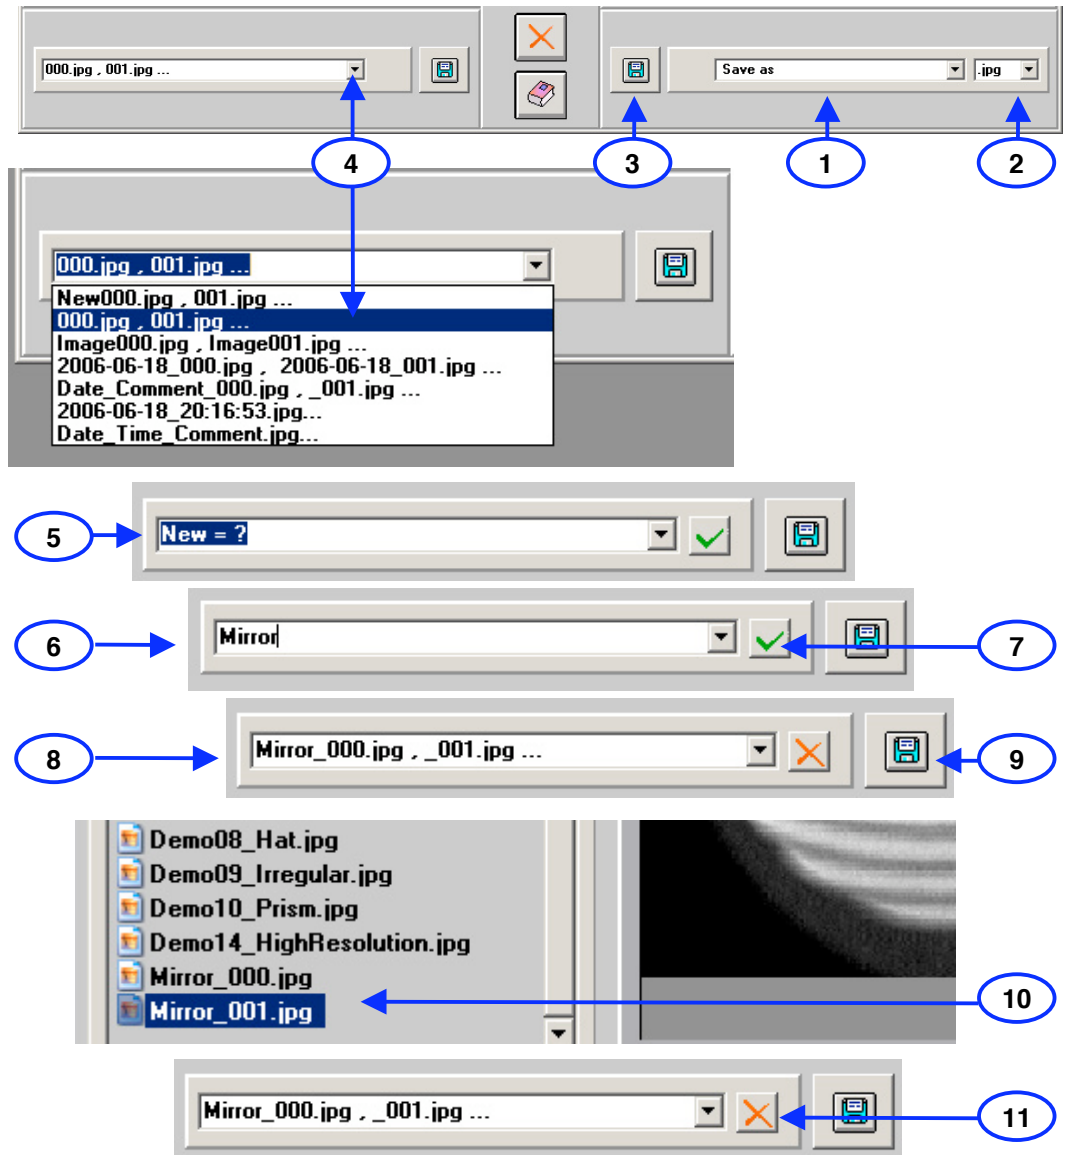 000.jpg , 001.jpg ...
Save as
.jpg
4
3
1
2
000.jpg , 001.jpg ...
New000.jpg , 001.jpg ...
000.jpg , 001.jpg ...
Image000.jpg , Image001.jpg ...
2006-06-18_000.jpg , 2006-06-18_001.jpg ...
Date_Comment_000.jpg , _001.jpg ...
2006-06-18_20:16:53.jpg...
Date_Time_Comment.jpg...
5
New = ?
6
Mirror
7
8
Mirror_000.jpg , _001.jpg ...
9
Demo08_Hat.jpg
Demo09_Irregular.jpg
Demo10_Prism.jpg
Demo14_HighResolution.jpg
Mirror_000.jpg
Mirror_001.jpg
10
Mirror_000.jpg , _001.jpg ...
11